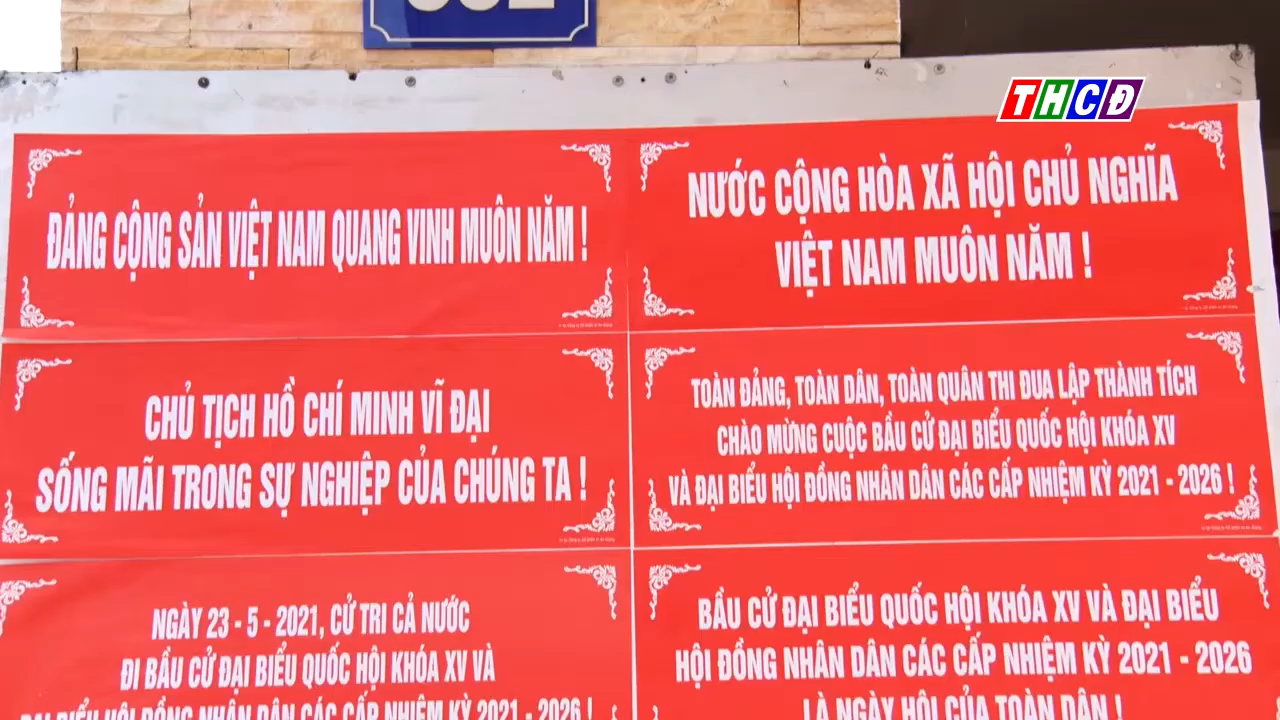 THCĐ
ĐẢNG CỘNG SẢN VIỆT NAM QUANG VINH MUÔN NĂM !
NƯỚC CỘNG HÒA XÃ HỘI CHỦ NGHĨA
VIỆT NAM MUÔN NĂM !
CHỦ TỊCH HỒ CHÍ MINH VĨ ĐẠI
SỐNG MÃI TRONG SỰ NGHIỆP CỦA CHÚNG TA !
TOÀN ĐẢNG, TOÀN DÂN, TOÀN QUÂN THI ĐUA LẬP THÀNH TÍCH
CHÀO MỪNG CUỘC BẦU CỬ ĐẠI BIỂU QUỐC HỘI KHÓA XV
VÀ ĐẠI BIỂU HỘI ĐỒNG NHÂN DÂN CÁC CẤP NHIỆM KỲ 2021 - 2026 !
NGÀY 23 - 5 - 2021, CỬ TRI CẢ NƯỚC
ĐI BẦU CỬ ĐẠI BIỂU QUỐC HỘI KHÓA XV VÀ
ĐẠI BIỂU HỘI ĐỒNG NHÂN DÂN CÁC CẤP NHIỆM KỲ 2021 - 2026 !
BẦU CỬ ĐẠI BIỂU QUỐC HỘI KHÓA XV VÀ ĐẠI BIỂU
HỘI ĐỒNG NHÂN DÂN CÁC CẤP NHIỆM KỲ 2021 - 2026
LÀ NGÀY HỘI CỦA TOÀN DÂN !